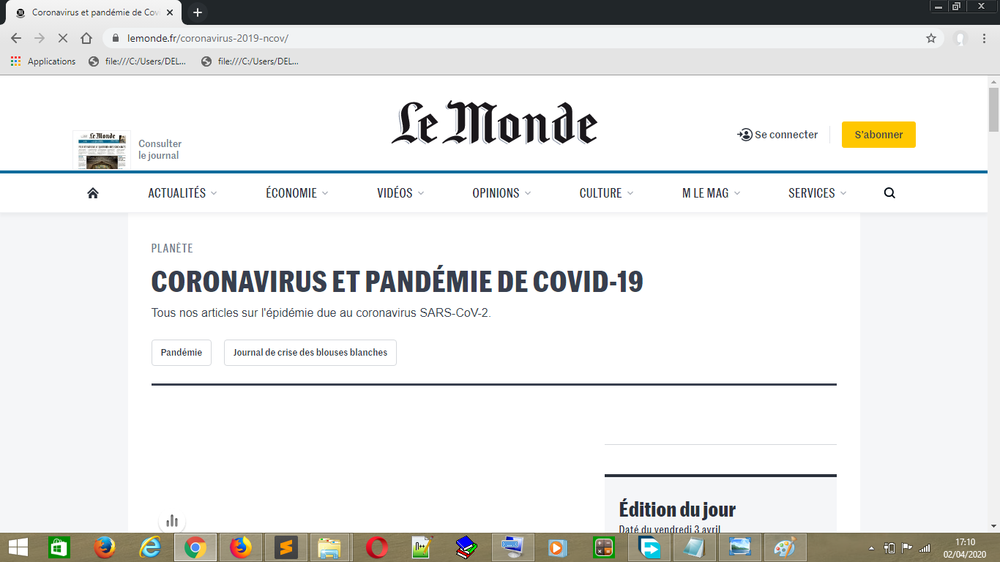 Coronavirus et pandémie de Cov
lemonde.fr/coronavirus-2019-ncov/
Applications
file:///C:/Users/DEL...
file:///C:/Users/DEL...
Le Monde
Le Monde
Consulter
le journal
Se connecter
S'abonner
ACTUALITÉS
ÉCONOMIE
VIDÉOS
OPINIONS
CULTURE
M LE MAG
SERVICES
PLANÈTE
CORONAVIRUS ET PANDÉMIE DE COVID-19
Tous nos articles sur l'épidémie due au coronavirus SARS-CoV-2.
Pandémie
Journal de crise des blouses blanches
Édition du jour
Daté du vendredi 3 avril
17:10
02/04/2020